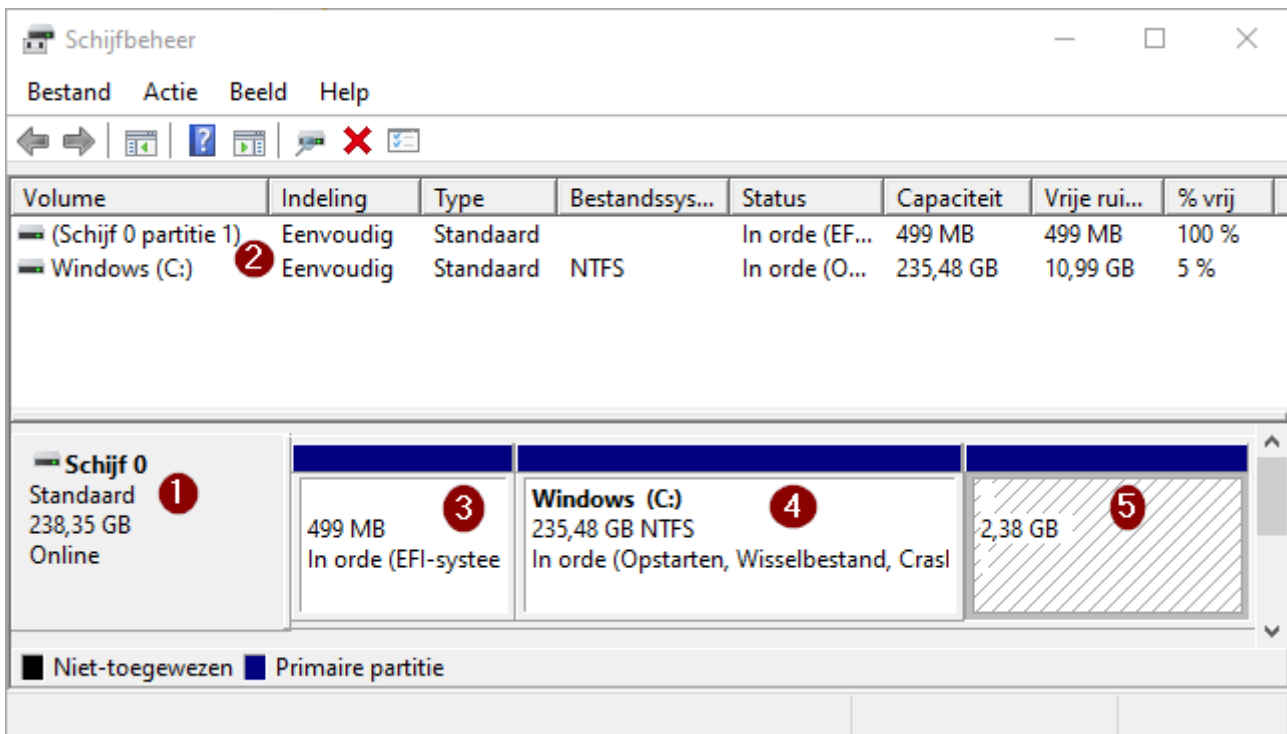 Schijfbeheer
Bestand Actie Beeld Help
?
Volume Indeling Type Bestandssys... Status Capaciteit Vrije rui... % vrij
(Schijf 0 partitie 1) Eenvoudig Standaard In orde (EF... 499 MB 499 MB 100 %
2
Windows (C:) Eenvoudig Standaard NTFS In orde (O... 235,48 GB 10,99 GB 5 %
Schijf 0
Standaard 1
238,35 GB
Online
3
499 MB
In orde (EFI-systee
Windows (C:) 4
235,48 GB NTFS
In orde (Opstarten, Wisselbestand, Crasl
5
2,38 GB
Niet-toegewezen Primaire partitie